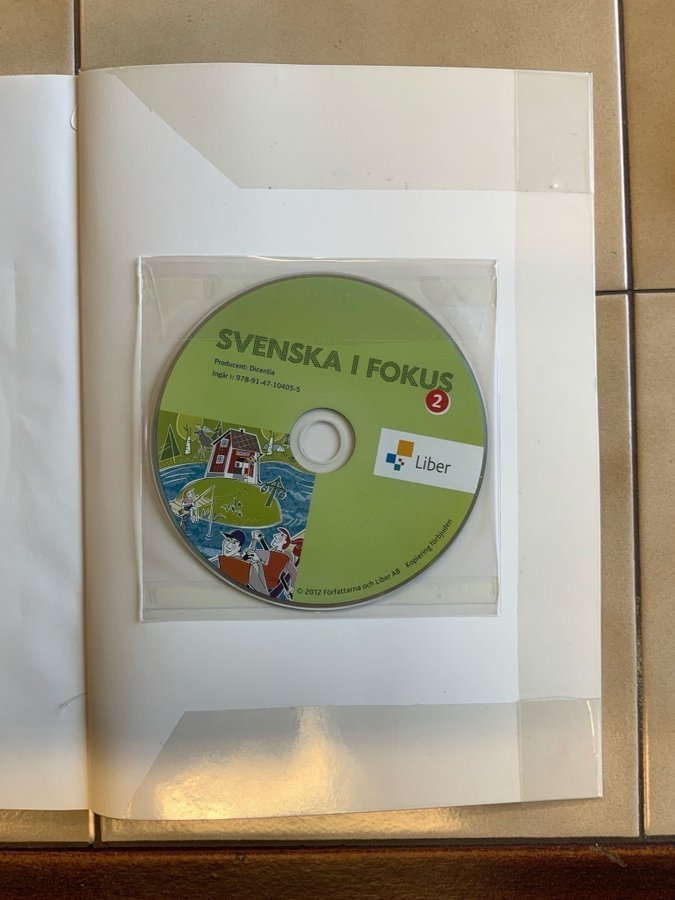 SVENSKA I FOKUS
2
Producent: Dicentia
Ingår i: 978-91-47-10405-5
Liber
© 2012 Författarna och Liber AB Kopiering förbjuden